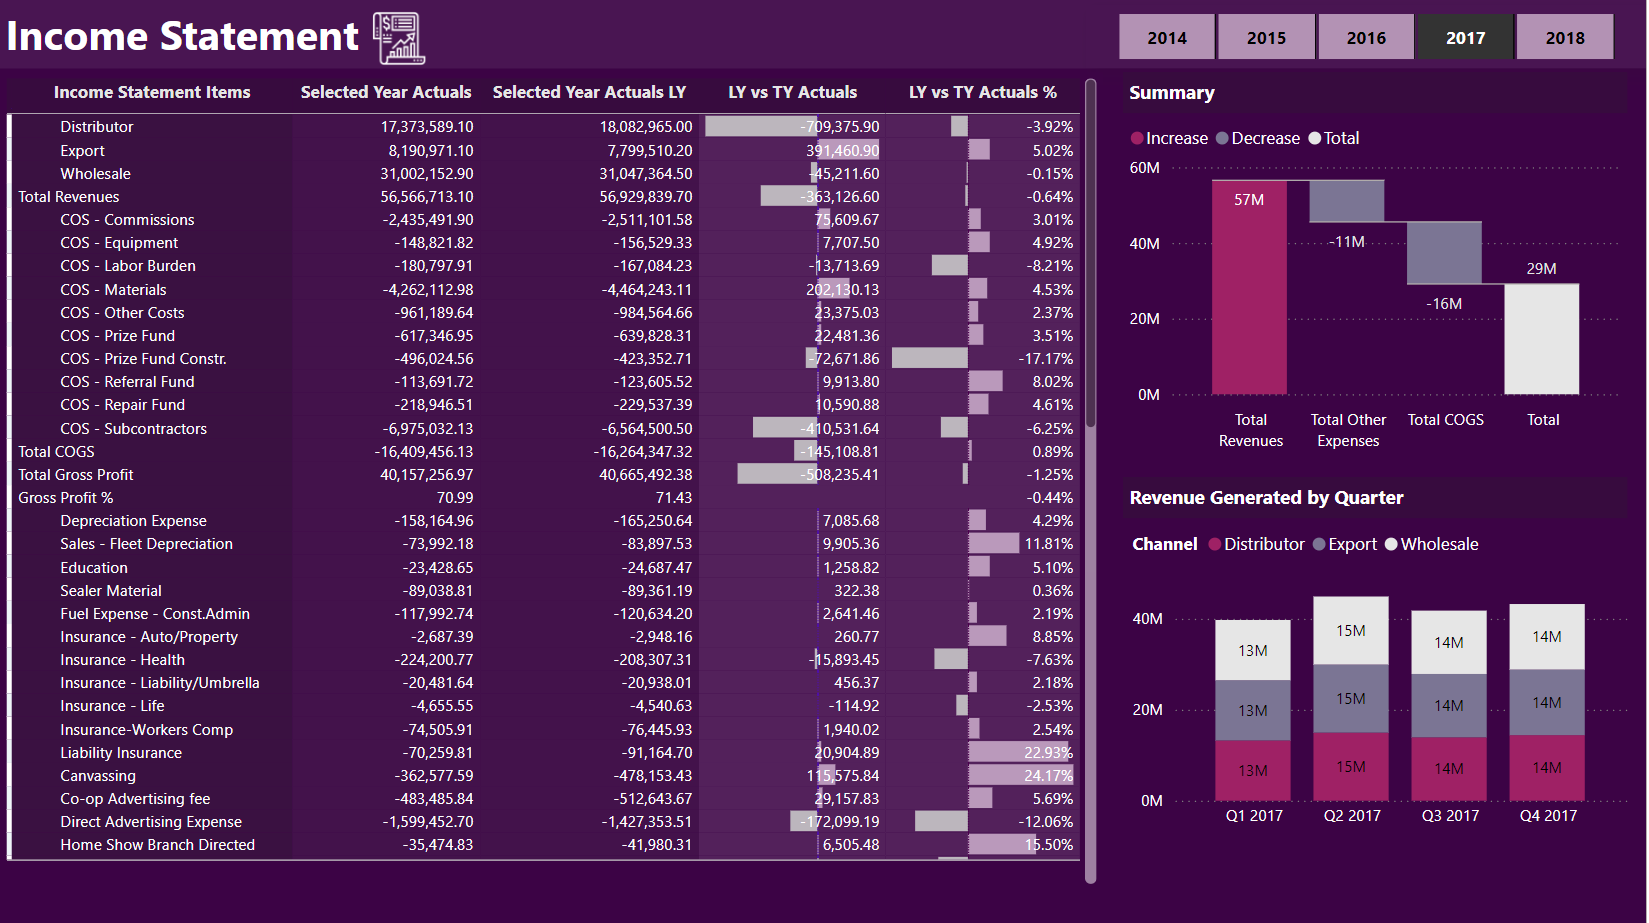 Income Statement
2014 2015 2016 2017 2018
Income Statement Items Selected Year Actuals Selected Year Actuals LY LY vs TY Actuals LY vs TY Actuals %
Distributor 17,373,589.10 18,082,965.00 -709,375.90 -3.92%
Export 8,190,971.10 7,799,510.20 391,460.90 5.02%
Wholesale 31,002,152.90 31,047,364.50 -45,211.60 -0.15%
Total Revenues 56,566,713.10 56,929,839.70 -363,126.60 -0.64%
COS - Commissions -2,435,491.90 -2,511,101.58 75,609.67 3.01%
COS - Equipment -148,821.82 -156,529.33 7,707.50 4.92%
COS - Labor Burden -180,797.91 -167,084.23 -13,713.69 -8.21%
COS - Materials -4,262,112.98 -4,464,243.11 202,130.13 4.53%
COS - Other Costs -961,189.64 -984,564.66 23,375.03 2.37%
COS - Prize Fund -617,346.95 -639,828.31 22,481.36 3.51%
COS - Prize Fund Constr. -496,024.56 -423,352.71 -72,671.86 -17.17%
COS - Referral Fund -113,691.72 -123,605.52 9,913.80 8.02%
COS - Repair Fund -218,946.51 -229,537.39 10,590.88 4.61%
COS - Subcontractors -6,975,032.13 -6,564,500.50 -410,531.64 -6.25%
Total COGS -16,409,456.13 -16,264,347.32 -145,108.81 0.89%
Total Gross Profit 40,157,256.97 40,665,492.38 -508,235.41 -1.25%
Gross Profit % 70.99 71.43 -0.44%
Depreciation Expense -158,164.96 -165,250.64 7,085.68 4.29%
Sales - Fleet Depreciation -73,992.18 -83,897.53 9,905.36 11.81%
Education -23,428.65 -24,687.47 1,258.82 5.10%
Sealer Material -89,038.81 -89,361.19 322.38 0.36%
Fuel Expense - Const.Admin -117,992.74 -120,634.20 2,641.46 2.19%
Insurance - Auto/Property -2,687.39 -2,948.16 260.77 8.85%
Insurance - Health -224,200.77 -208,307.31 -15,893.45 -7.63%
Insurance - Liability/Umbrella -20,481.64 -20,938.01 456.37 2.18%
Insurance - Life -4,655.55 -4,540.63 -114.92 -2.53%
Insurance-Workers Comp -74,505.91 -76,445.93 1,940.02 2.54%
Liability Insurance -70,259.81 -91,164.70 20,904.89 22.93%
Canvassing -362,577.59 -478,153.43 115,575.84 24.17%
Co-op Advertising fee -483,485.84 -512,643.67 29,157.83 5.69%
Direct Advertising Expense -1,599,452.70 -1,427,353.51 -172,099.19 -12.06%
Home Show Branch Directed -35,474.83 -41,980.31 6,505.48 15.50%
Summary
Increase Decrease Total
60M
57M
40M
-11M
29M
-16M
20M
0M
Total Revenues
Total Other Expenses
Total COGS
Total
Revenue Generated by Quarter
Channel Distributor Export Wholesale
40M
13M 15M 14M 14M
20M
13M 15M 14M 14M
13M 15M 14M 14M
0M
Q1 2017 Q2 2017 Q3 2017 Q4 2017